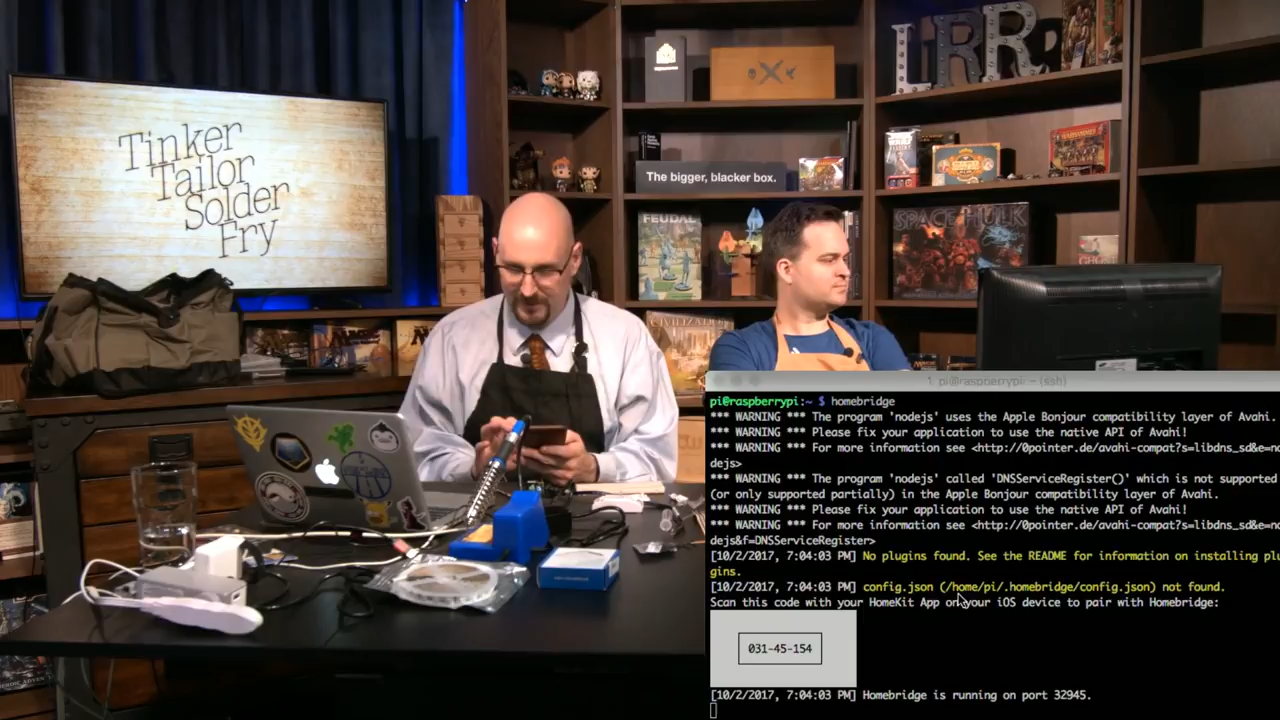 Tinker
Tailor
Solder
Fry
LRR
The bigger, blacker box.
FEUDAL
SPACE HULK
WARHAMMER
1. pi@raspberrypi: ~ (ssh)
pi@raspberrypi:~ $ homebridge
*** WARNING *** The program 'nodejs' uses the Apple Bonjour compatibility layer of Avahi.
*** WARNING *** Please fix your application to use the native API of Avahi!
*** WARNING *** For more information see <http://0pointer.de/avahi-compat?s=libdns_sd&e=no
dejs>
*** WARNING *** The program 'nodejs' called 'DNSServiceRegister()' which is not supported
(or only supported partially) in the Apple Bonjour compatibility layer of Avahi.
*** WARNING *** Please fix your application to use the native API of Avahi!
*** WARNING *** For more information see <http://0pointer.de/avahi-compat?s=libdns_sd&e=no
dejs&f=DNSServiceRegister>
[10/2/2017, 7:04:03 PM] No plugins found. See the README for information on installing plu
gins.
[10/2/2017, 7:04:03 PM] config.json (/home/pi/.homebridge/config.json) not found.
Scan this code with your HomeKit App on your iOS device to pair with Homebridge:
031-45-154
[10/2/2017, 7:04:03 PM] Homebridge is running on port 32945.